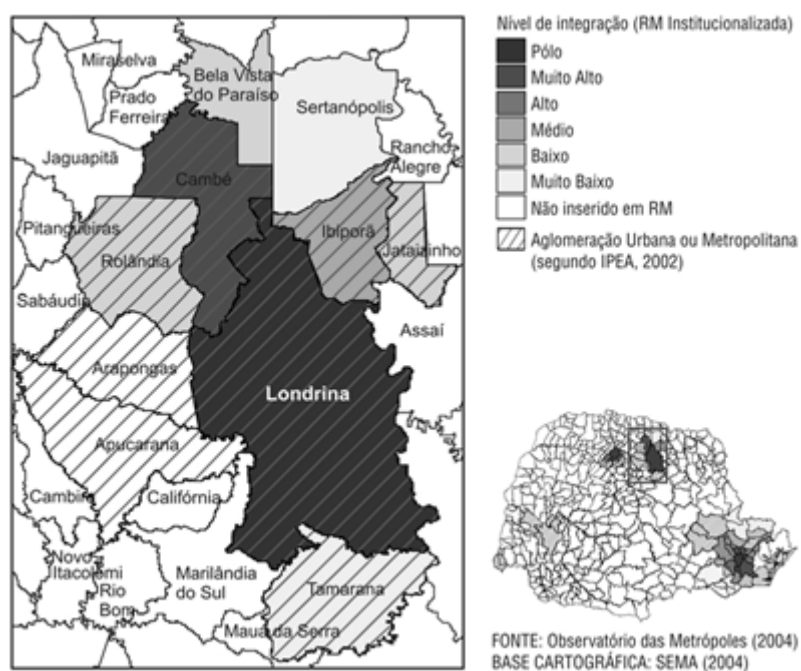 Miraselva
Prado
Ferreira
Bela Vista
do Paraíso
Sertanópolis
Rancho
Alegre
Jaguapitã
Cambé
Pitangueiras
Rolândia
Ibiporã
Jataizinho
Sabáudia
Assaí
Arapongas
Londrina
Apucarana
Cambira
Califórnia
Novo
Itacolomi
Rio
Bom
Marilândia
do Sul
Tamarana
Mauá da Serra
Nível de integração (RM Institucionalizada)
Pólo
Muito Alto
Alto
Médio
Baixo
Muito Baixo
Não inserido em RM
Aglomeração Urbana ou Metropolitana
(segundo IPEA, 2002)
FONTE: Observatório das Metrópoles (2004)
BASE CARTOGRÁFICA: SEMA (2004)